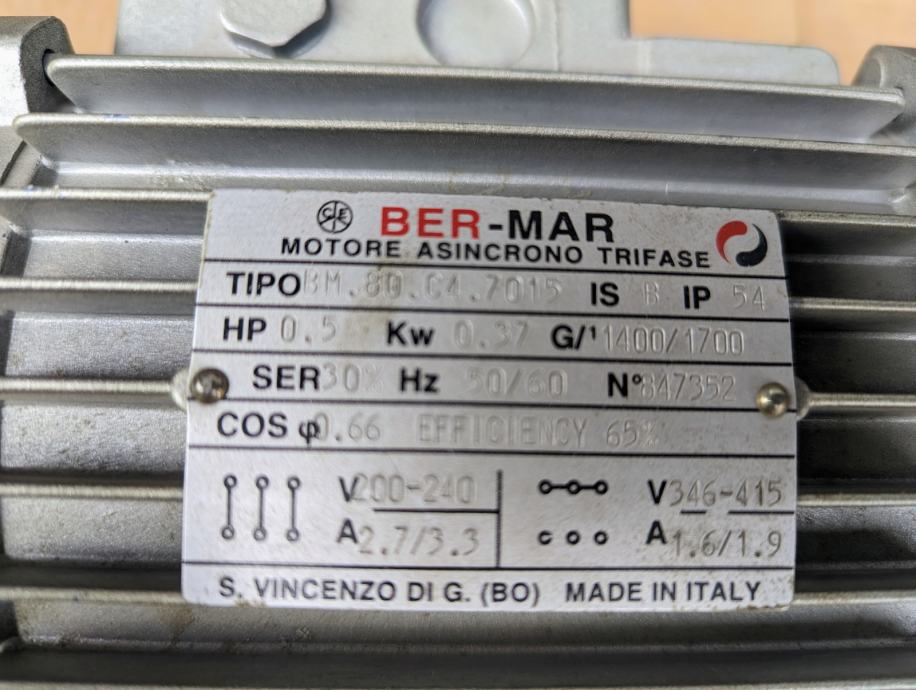 CE BER-MAR
MOTORE ASINCRONO TRIFASE
TIPO BM.80.C4.7015 IS B IP 54
HP 0.5 Kw 0.37 G/¹ 1400/1700
SER 30% Hz 50/60 N° 847352
COS φ 0.66 EFFICIENCY 65%
V 200-240 V 346-415
A 2.7/3.3 A 1.6/1.9
S. VINCENZO DI G. (BO) MADE IN ITALY